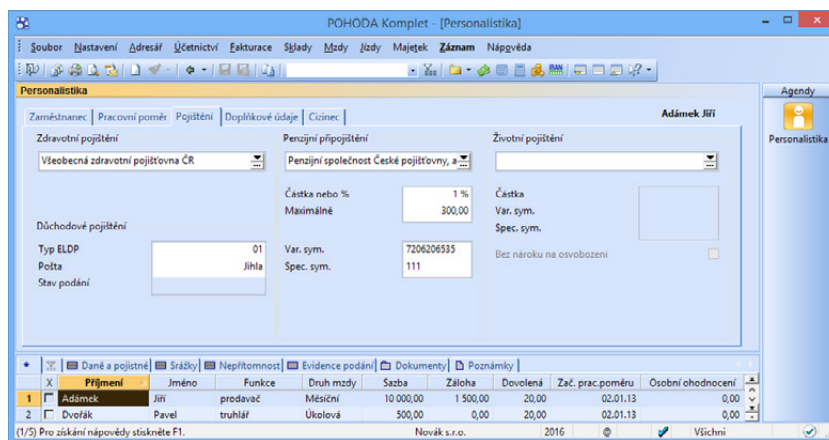 POHODA Komplet - [Personalistika]
Soubor Nastavení Adresář Účetnictví Fakturace Sklady Mzdy Jízdy Majetek Záznam Nápověda
Personalistika
Agendy
Zaměstnanec Pracovní poměr Pojištění Doplňkové údaje Cizinec Adámek Jiří
Personalistika
Zdravotní pojištění Penzijní připojištění Životní pojištění
Všeobecná zdravotní pojišťovna ČR Penzijní společnost České pojišťovny, a
Částka nebo % 1 % Částka
Maximálně 300,00 Var. sym.
Důchodové pojištění Spec. sym.
Typ ELDP 01 Var. sym. 7206206535 Bez nároku na osvobození
Pošta Jihla Spec. sym. 111
Stav podání
Daně a pojistné Srážky Nepřítomnost Evidence podání Dokumenty Poznámky
X Příjmení Jméno Funkce Druh mzdy Sazba Záloha Dovolená Zač. prac.poměru Osobní ohodnocení
1 Adámek Jiří prodavač Měsíční 10 000,00 1 500,00 20,00 02.01.13 0,00
2 Dvořák Pavel truhlář Úkolová 500,00 0,00 20,00 02.01.13 0,00
(1/5) Pro získání nápovědy stiskněte F1. Novák s.r.o. 2016 @ Všichni